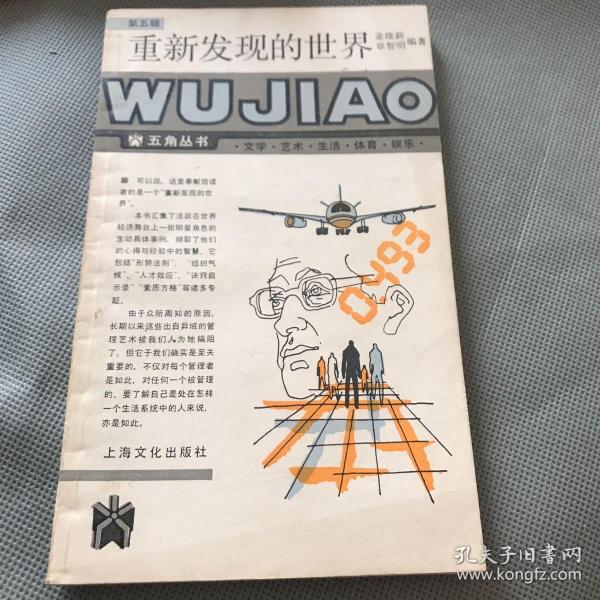 第五辑
重新发现的世界
金维新
章智明
编著
WUJIAO
五角丛书
·文学·艺术·生活·体育·娱乐·
■ 可以说，这里奉献给读
者的是一个“重新发现的世
界”。
本书汇集了活跃在世界
经济舞台上一批明星角色的
生动具体事例，撷取了他们
的心得与经验中的智慧，它
包括“形势法则”、“组织气
候”、“人才效应”、“诀窍启
示录”“素质方格”等诸多专
题。
由于众所周知的原因，
长期以来这些出自异域的管
理艺术被我们人为地隔阻
了。但它于我们确实是至关
重要的，不仅对每个管理者
是如此，对任何一个被管理
的、要了解自己是处在怎样
一个生活系统中的人来说，
亦是如此。
0.493
上海文化出版社
孔夫子旧书网
www.kongfz.com